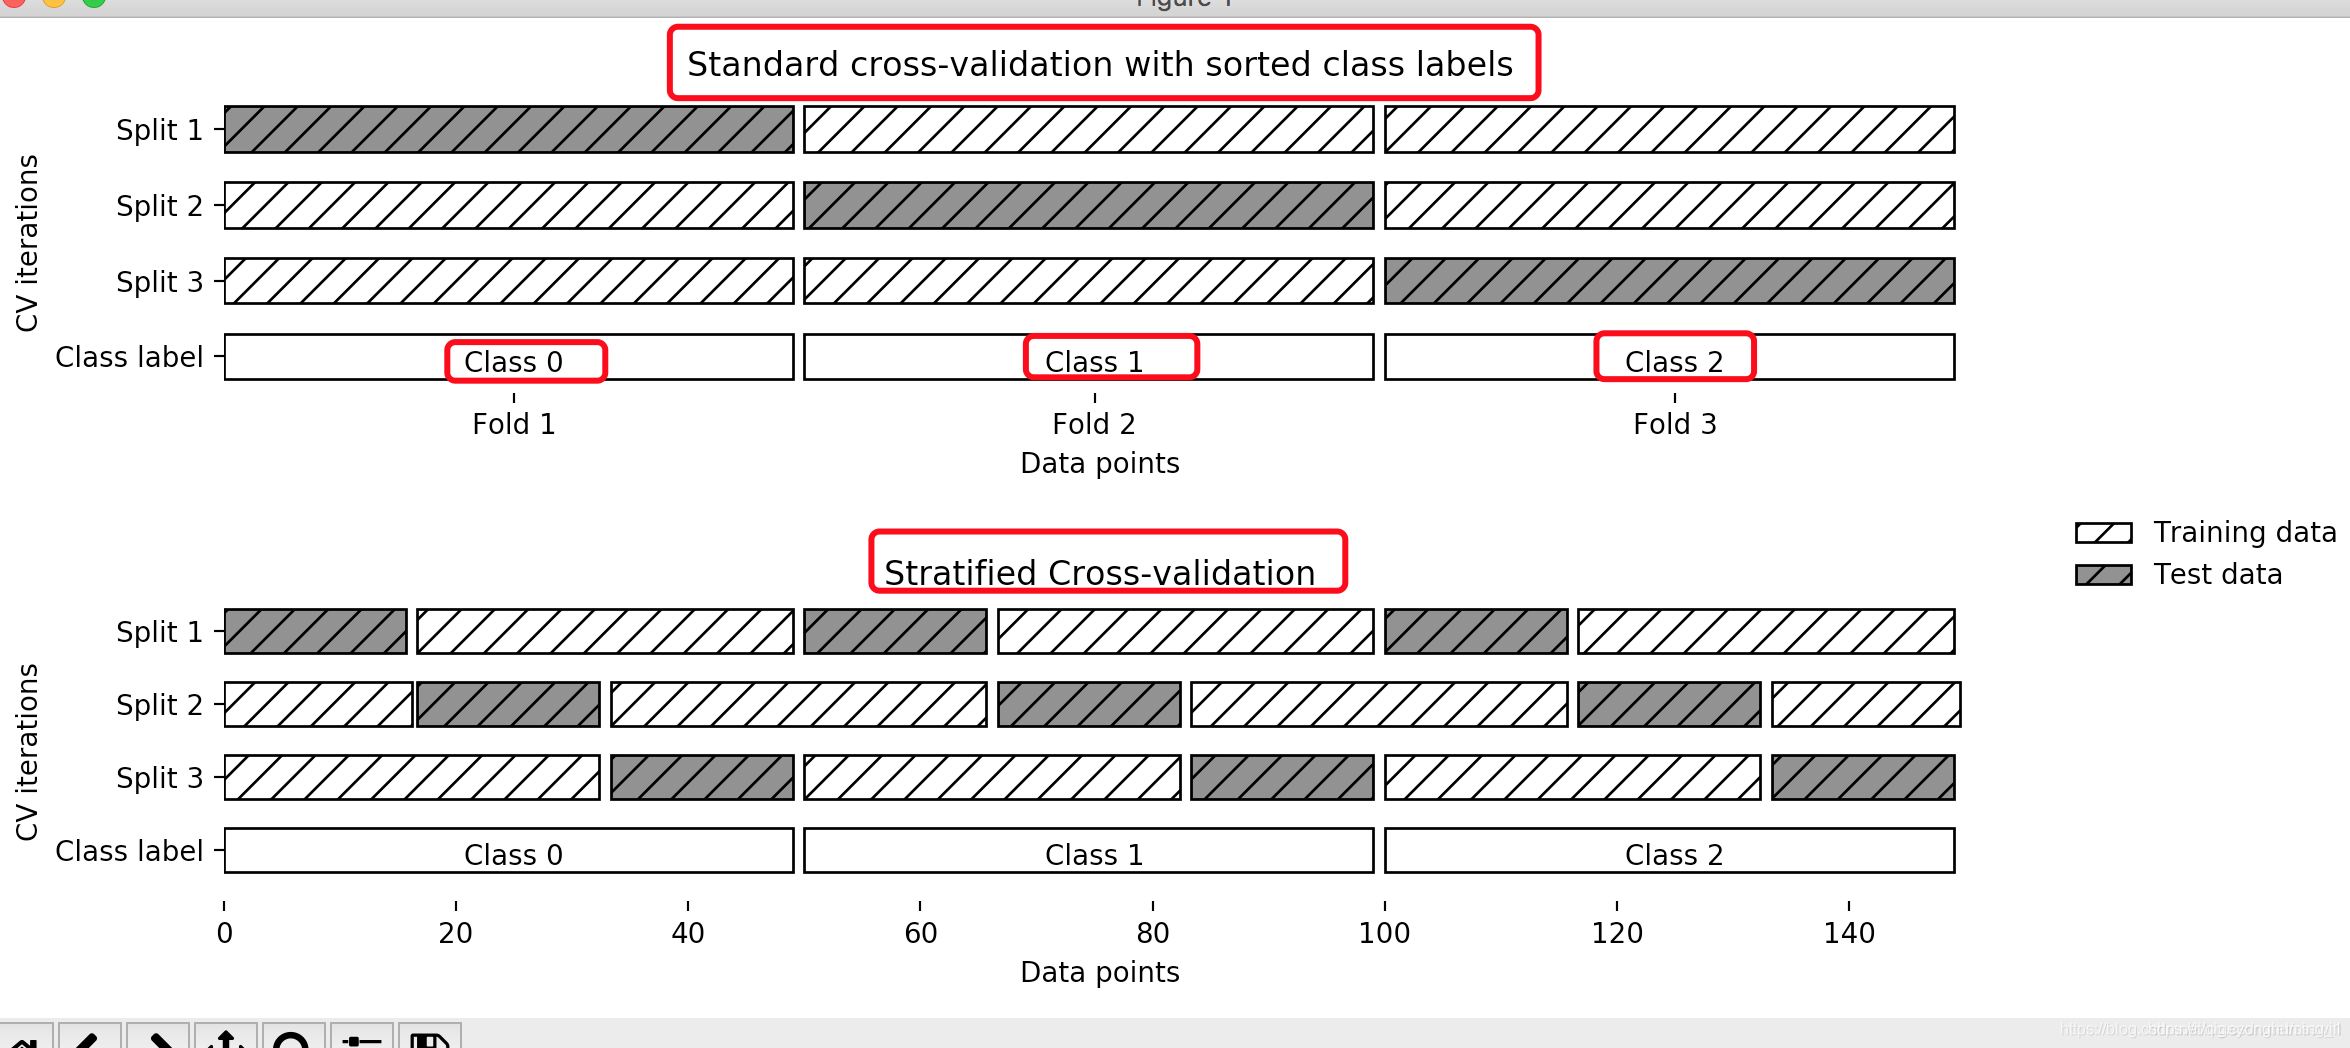 Figure 1
Standard cross-validation with sorted class labels
Split 1
Split 2
Split 3
Class label
CV iterations
Class 0 Class 1 Class 2
Fold 1 Fold 2 Fold 3
Data points
Training data
Test data
Stratified Cross-validation
Split 1
Split 2
Split 3
Class label
CV iterations
Class 0 Class 1 Class 2
0 20 40 60 80 100 120 140
Data points